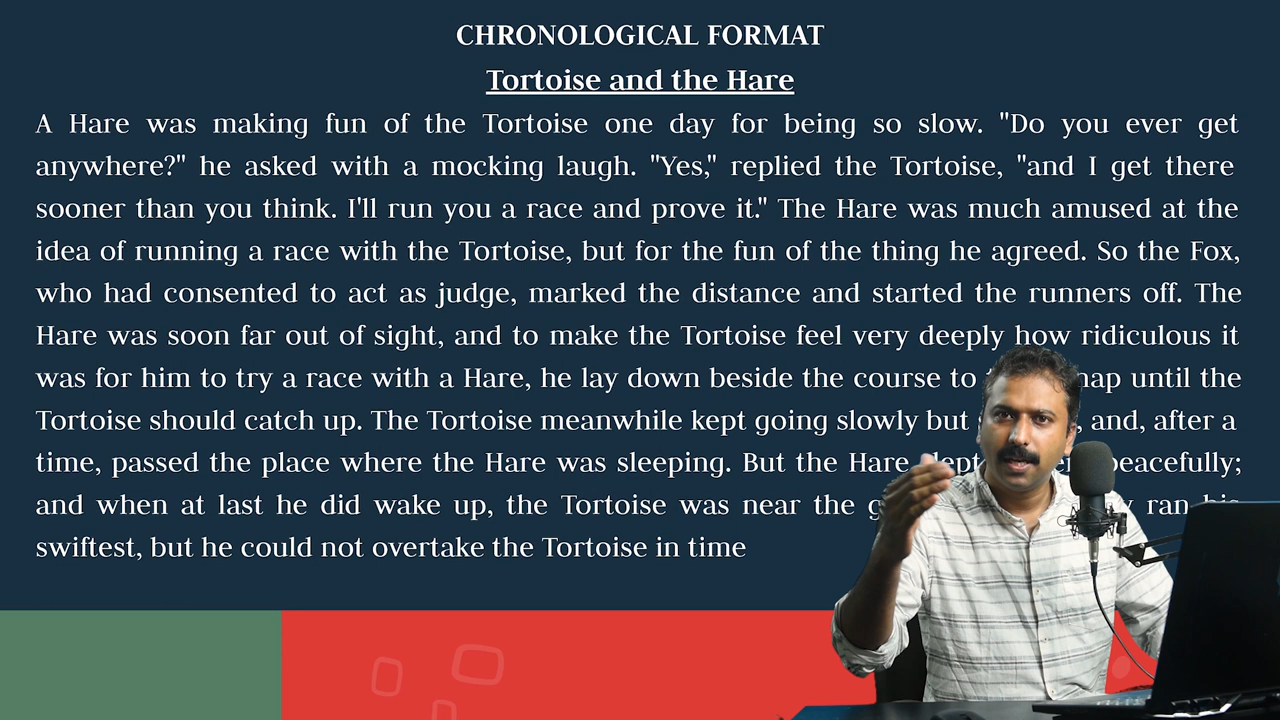 CHRONOLOGICAL FORMAT
Tortoise and the Hare
A Hare was making fun of the Tortoise one day for being so slow. "Do you ever get
anywhere?" he asked with a mocking laugh. "Yes," replied the Tortoise, "and I get there
sooner than you think. I'll run you a race and prove it." The Hare was much amused at the
idea of running a race with the Tortoise, but for the fun of the thing he agreed. So the Fox,
who had consented to act as judge, marked the distance and started the runners off. The
Hare was soon far out of sight, and to make the Tortoise feel very deeply how ridiculous it
was for him to try a race with a Hare, he lay down beside the course to nap until the
Tortoise should catch up. The Tortoise meanwhile kept going slowly but and, after a
time, passed the place where the Hare was sleeping. But the Hare slept peacefully;
and when at last he did wake up, the Tortoise was near the ran his
swiftest, but he could not overtake the Tortoise in time